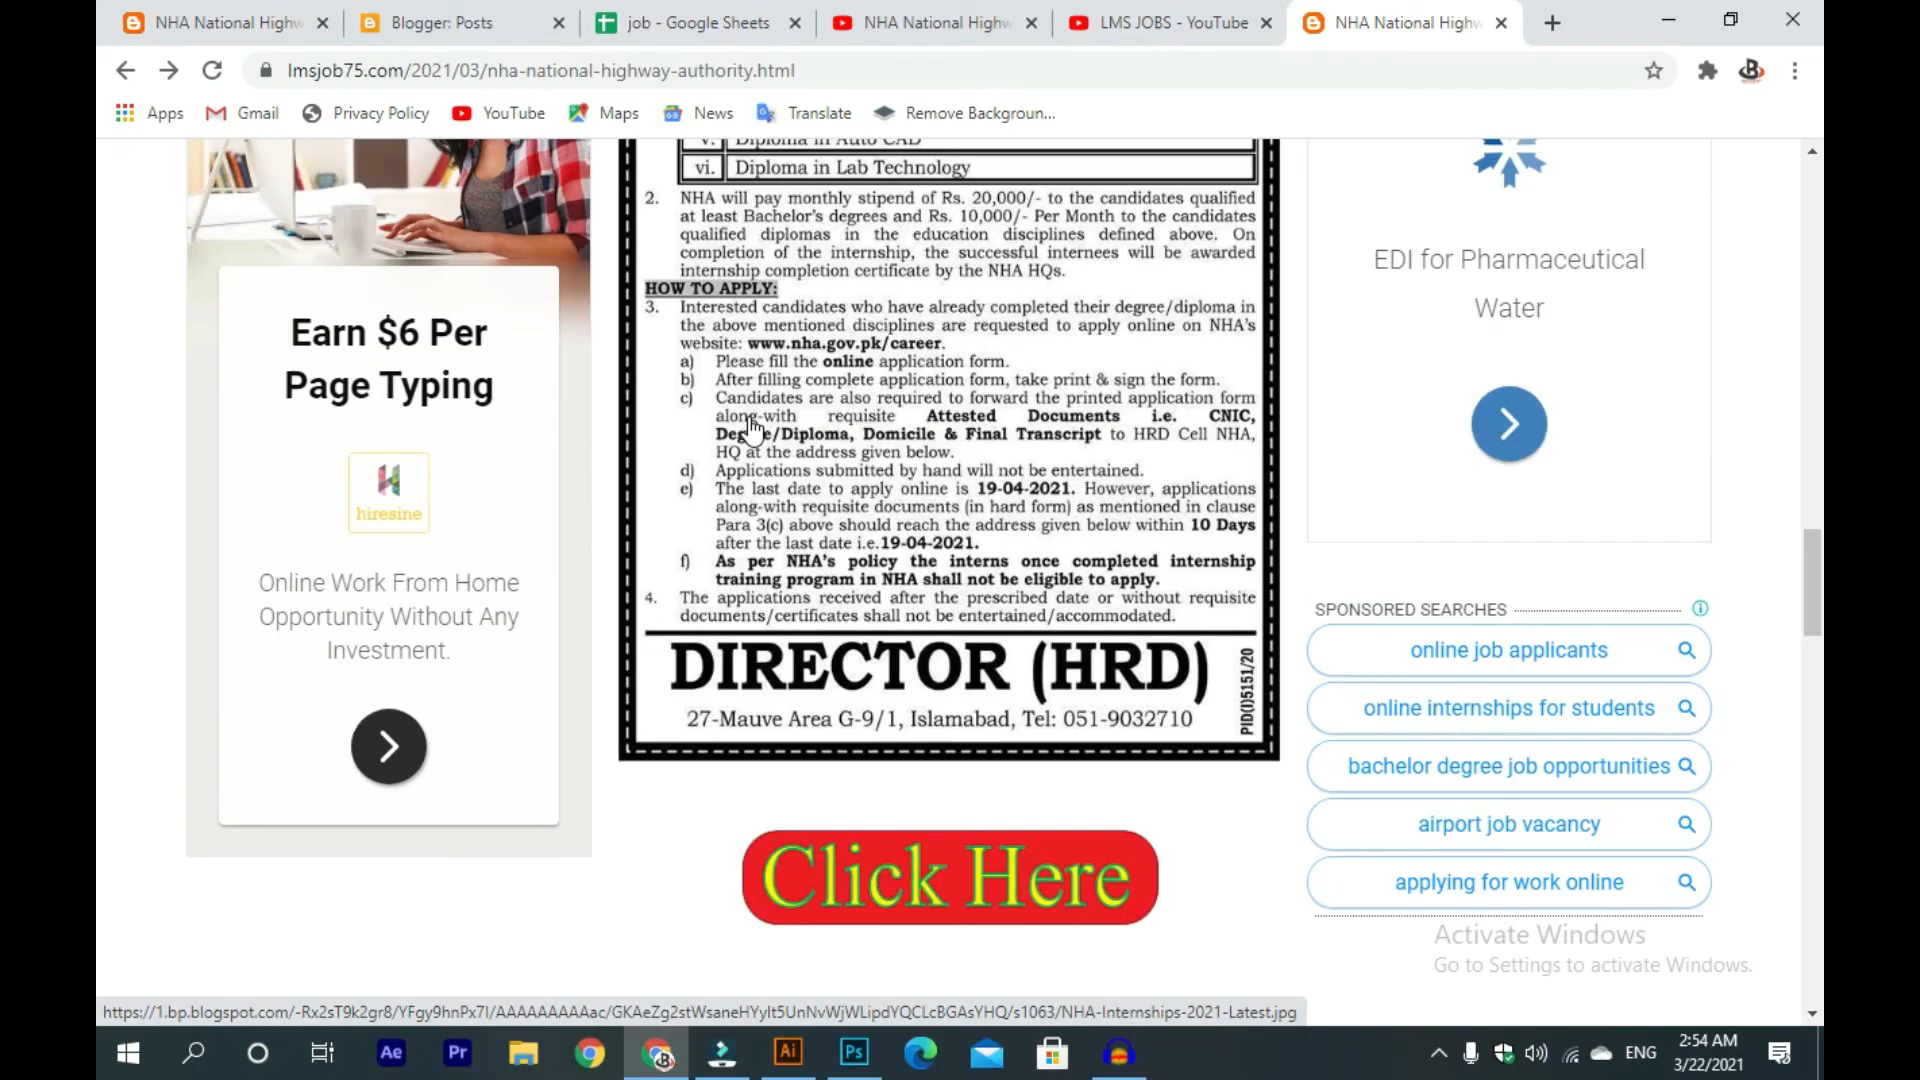 NHA National Highw
Blogger: Posts
job - Google Sheets
NHA National Highw
LMS JOBS - YouTube
NHA National Highw
lmsjob75.com/2021/03/nha-national-highway-authority.html
Apps
Gmail
Privacy Policy
YouTube
Maps
News
Translate
Remove Backgroun...
v. Diploma in Auto CAD
vi. Diploma in Lab Technology
2. NHA will pay monthly stipend of Rs. 20,000/- to the candidates qualified
at least Bachelor's degrees and Rs. 10,000/- Per Month to the candidates
qualified diplomas in the education disciplines defined above. On
completion of the internship, the successful internees will be awarded
internship completion certificate by the NHA HQs.
HOW TO APPLY:
3. Interested candidates who have already completed their degree/diploma in
the above mentioned disciplines are requested to apply online on NHA's
website: www.nha.gov.pk/career.
a) Please fill the online application form.
b) After filling complete application form, take print & sign the form.
c) Candidates are also required to forward the printed application form
along-with requisite Attested Documents i.e. CNIC,
Degree/Diploma, Domicile & Final Transcript to HRD Cell NHA,
HQ at the address given below.
d) Applications submitted by hand will not be entertained.
e) The last date to apply online is 19-04-2021. However, applications
along-with requisite documents (in hard form) as mentioned in clause
Para 3(c) above should reach the address given below within 10 Days
after the last date i.e.19-04-2021.
f) As per NHA's policy the interns once completed internship
training program in NHA shall not be eligible to apply.
4. The applications received after the prescribed date or without requisite
documents/certificates shall not be entertained/accommodated.
DIRECTOR (HRD)
27-Mauve Area G-9/1, Islamabad, Tel: 051-9032710
PID(I)5151/20
Click Here
Earn $6 Per
Page Typing
hiresine
Online Work From Home
Opportunity Without Any
Investment.
EDI for Pharmaceutical
Water
SPONSORED SEARCHES
online job applicants
online internships for students
bachelor degree job opportunities
airport job vacancy
applying for work online
Activate Windows
Go to Settings to activate Windows.
https://1.bp.blogspot.com/-Rx2sT9k2gr8/YFgy9hnPx7I/AAAAAAAAAac/GKAeZg2stWsaneHYylt5UnNvWjWLipdYQCLcBGAsYHQ/s1063/NHA-Internships-2021-Latest.jpg
Ae
Pr
Ai
Ps
ENG
2:54 AM
3/22/2021